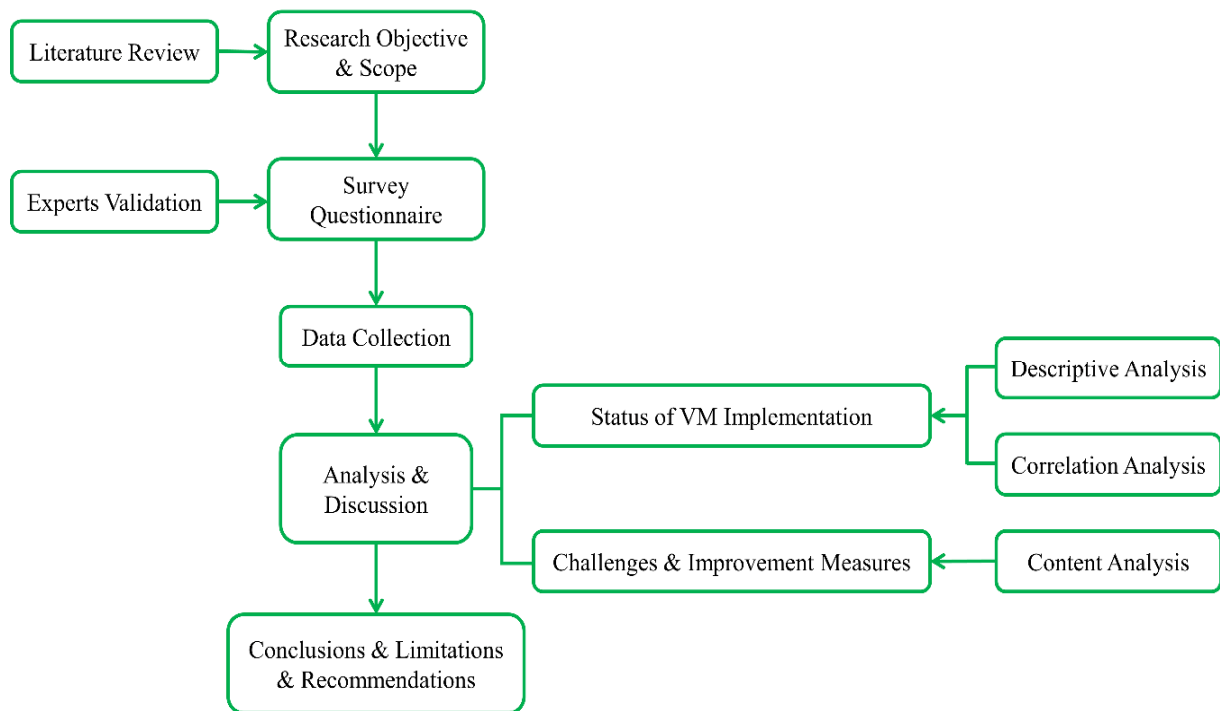 Literature Review
Research Objective
& Scope
Experts Validation
Survey
Questionnaire
Data Collection
Analysis &
Discussion
Status of VM Implementation
Descriptive Analysis
Correlation Analysis
Challenges & Improvement Measures
Content Analysis
Conclusions & Limitations
& Recommendations